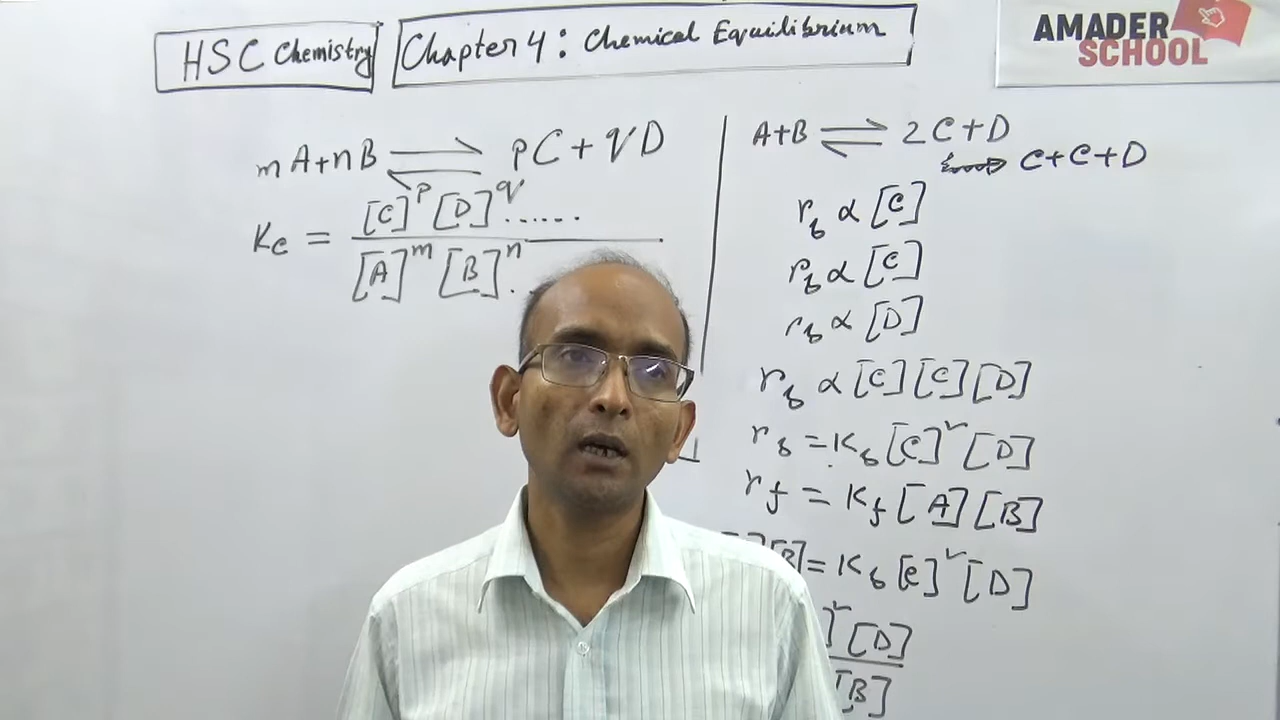 HSC Chemistry
Chapter 4: Chemical Equilibrium
AMADER
SCHOOL
mA+nB ⇌ pC+qD
Kc = [C]^p [D]^q ...... / [A]^m [B]^n .
A+B ⇌ 2C+D
C+C+D
r_b ∝ [C]
r_b ∝ [C]
r_b ∝ [D]
r_b ∝ [C][C][D]
r_b = K_b [C]² [D]
r_f = K_f [A][B]
[B] = K_b [C]² [D]
]² [D]
[B]